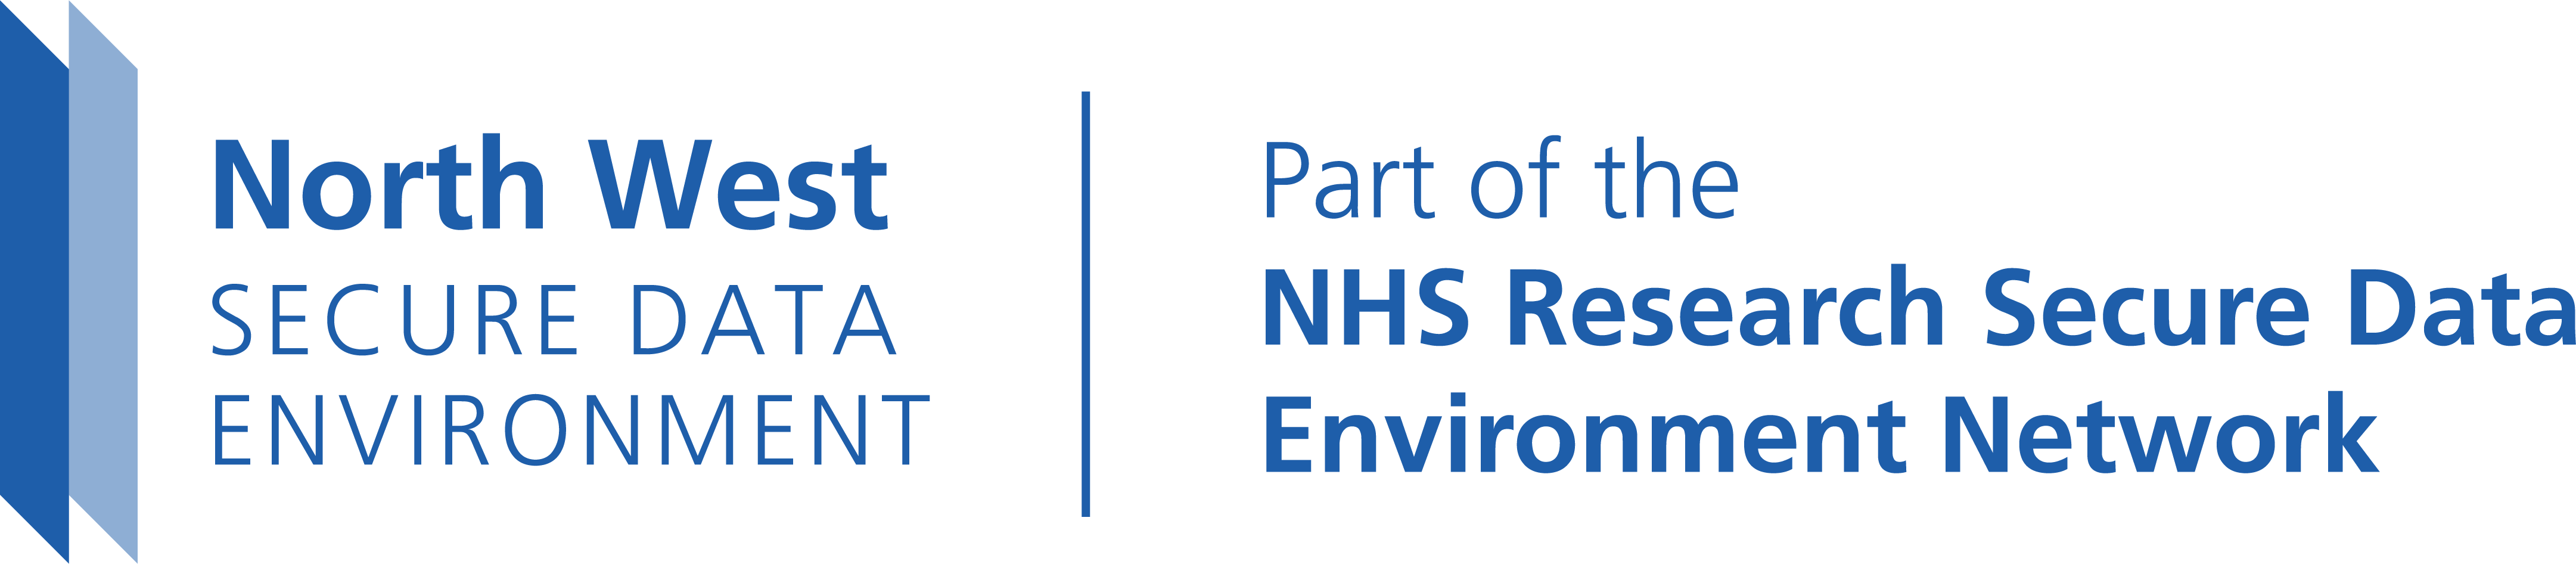 North West
SECURE DATA
ENVIRONMENT
Part of the
NHS Research Secure Data
Environment Network